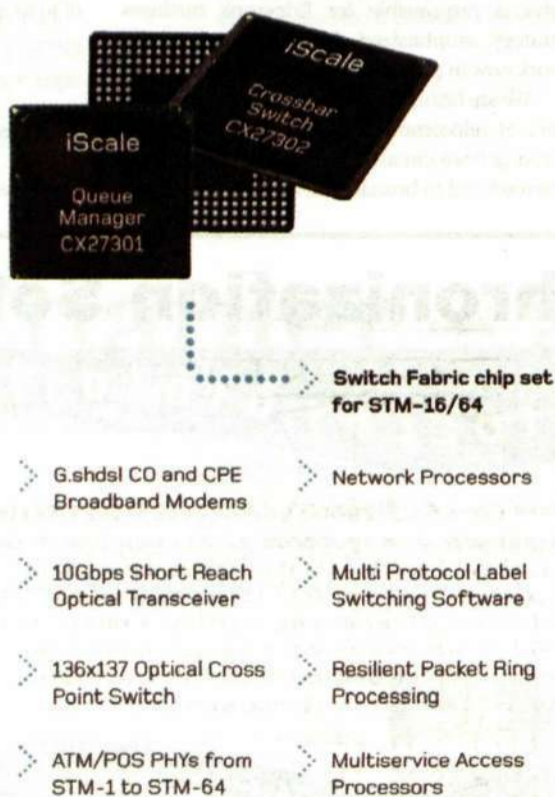 iScale
Crossbar
Switch
CX27302
iScale
Queue
Manager
CX27301
Switch Fabric chip set
for STM-16/64
G.shdsl CO and CPE
Broadband Modems
Network Processors
10Gbps Short Reach
Optical Transceiver
Multi Protocol Label
Switching Software
136x137 Optical Cross
Point Switch
Resilient Packet Ring
Processing
ATM/POS PHYs from
STM-1 to STM-64
Multiservice Access
Processors